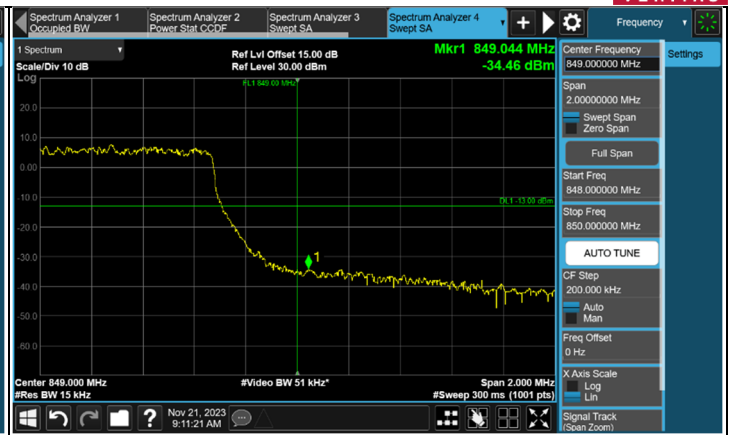 Spectrum Analyzer 1
Occupied BW
Spectrum Analyzer 2
Power Stat CCDF
Spectrum Analyzer 3
Swept SA
Spectrum Analyzer 4
Swept SA
Frequency
1 Spectrum
Scale/Div 10 dB
Log
Ref Lvl Offset 15.00 dB
Ref Level 30.00 dBm
Mkr1 849.044 MHz
-34.46 dBm
FL1 849.00 MHz
20.0
10.0
0.00
-10.0
DL1 -13.00 dBm
-20.0
-30.0
1
-40.0
-50.0
-60.0
Center 849.000 MHz
#Video BW 51 kHz*
Span 2.000 MHz
#Res BW 15 kHz
#Sweep 300 ms (1001 pts)
Nov 21, 2023
9:11:21 AM
Center Frequency
849.000000 MHz
Settings
Span
2.00000000 MHz
Swept Span
Zero Span
Full Span
Start Freq
848.000000 MHz
Stop Freq
850.000000 MHz
AUTO TUNE
CF Step
200.000 kHz
Auto
Man
Freq Offset
0 Hz
X Axis Scale
Log
Lin
Signal Track
(Span Zoom)